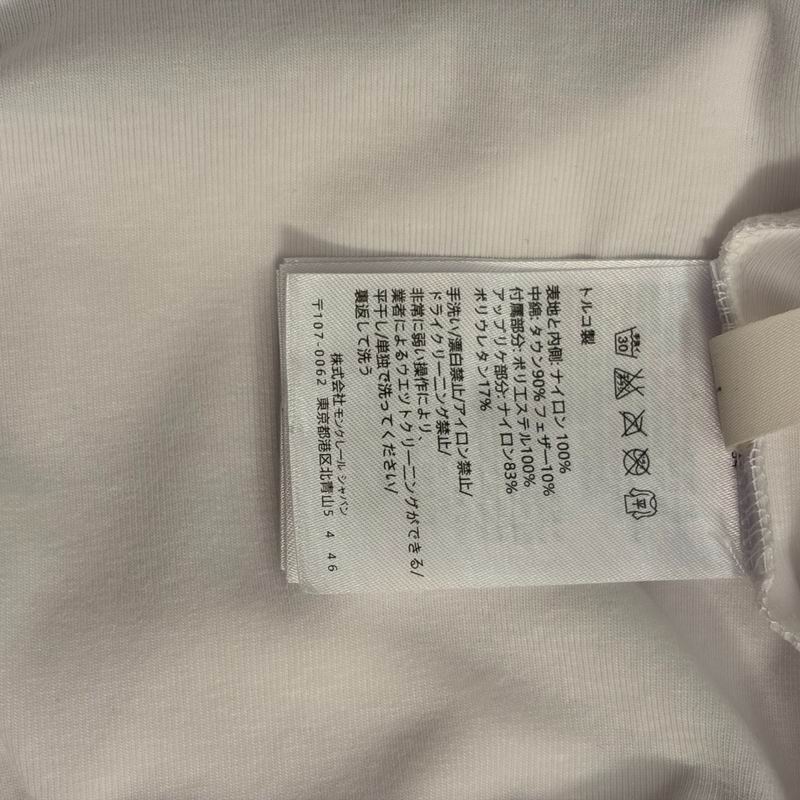 トルコ製
表地と内側: ナイロン 100%
中綿: ダウン90% フェザー10%
付属部分: ポリエステル100%
アップリケ部分: ナイロン83%
ポリウレタン17%
手洗い/漂白禁止/アイロン禁止/
ドライクリーニング禁止/
非常に弱い操作により、
業者によるウエットクリーニングができる/
平干し/単独で洗ってください/
裏返して洗う
株式会社 モンクレール ジャパン
〒107-0062 東京都港区北青山5 4 46
30
平